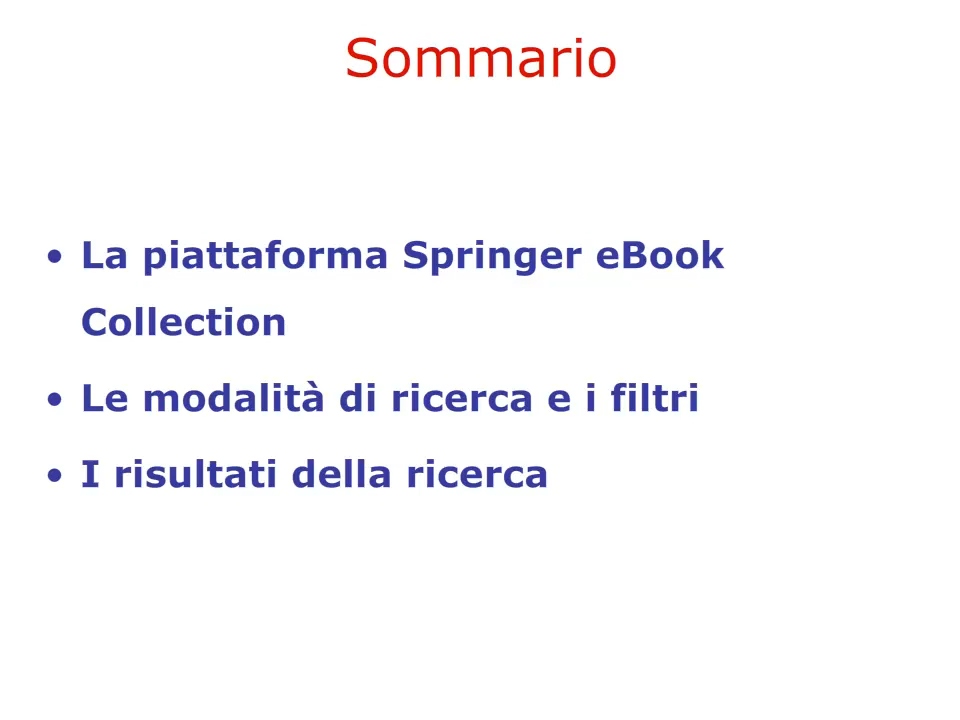 Sommario
• La piattaforma Springer eBook
Collection
• Le modalità di ricerca e i filtri
• I risultati della ricerca